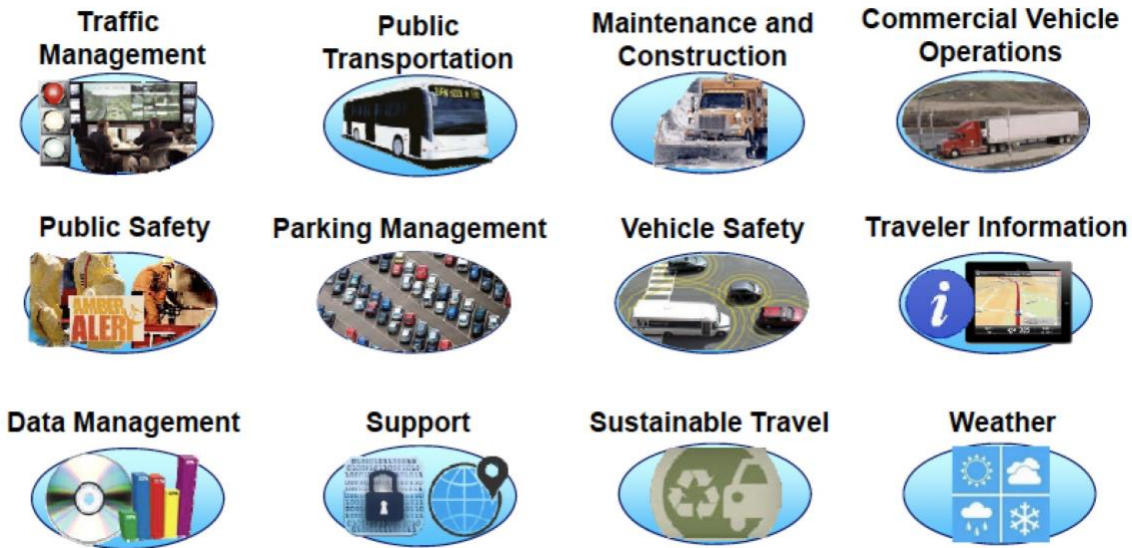 Traffic
Management
Public
Transportation
Maintenance and
Construction
Commercial Vehicle
Operations
Public Safety
AMBER
ALERT
Parking Management
Vehicle Safety
Traveler Information
i
Data Management
Support
Sustainable Travel
Weather